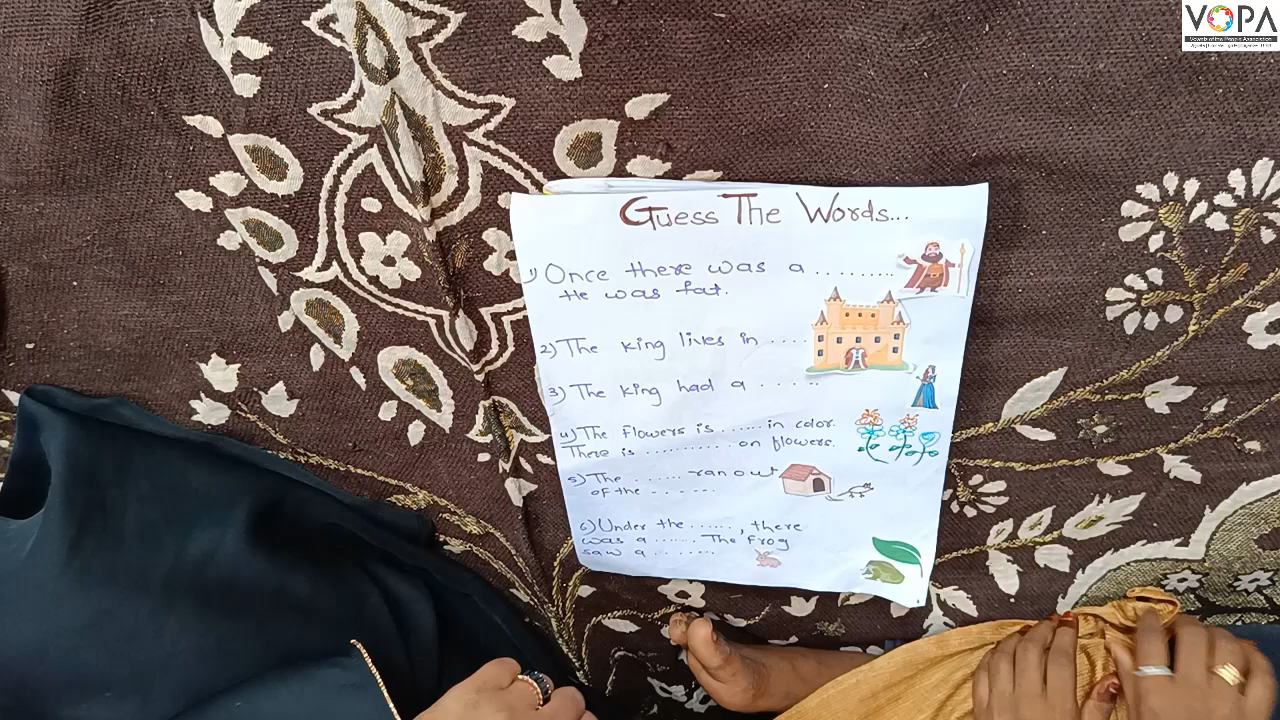 VOPA
Guess The Words...
1) Once there was a ........
He was fat.
2) The king lives in ....
3) The king had a ......
4) The flowers is ...... in color.
There is ............ on flowers.
5) The ...... ran out
of the ......
6) Under the ......, there
was a ...... The frog
saw a .......